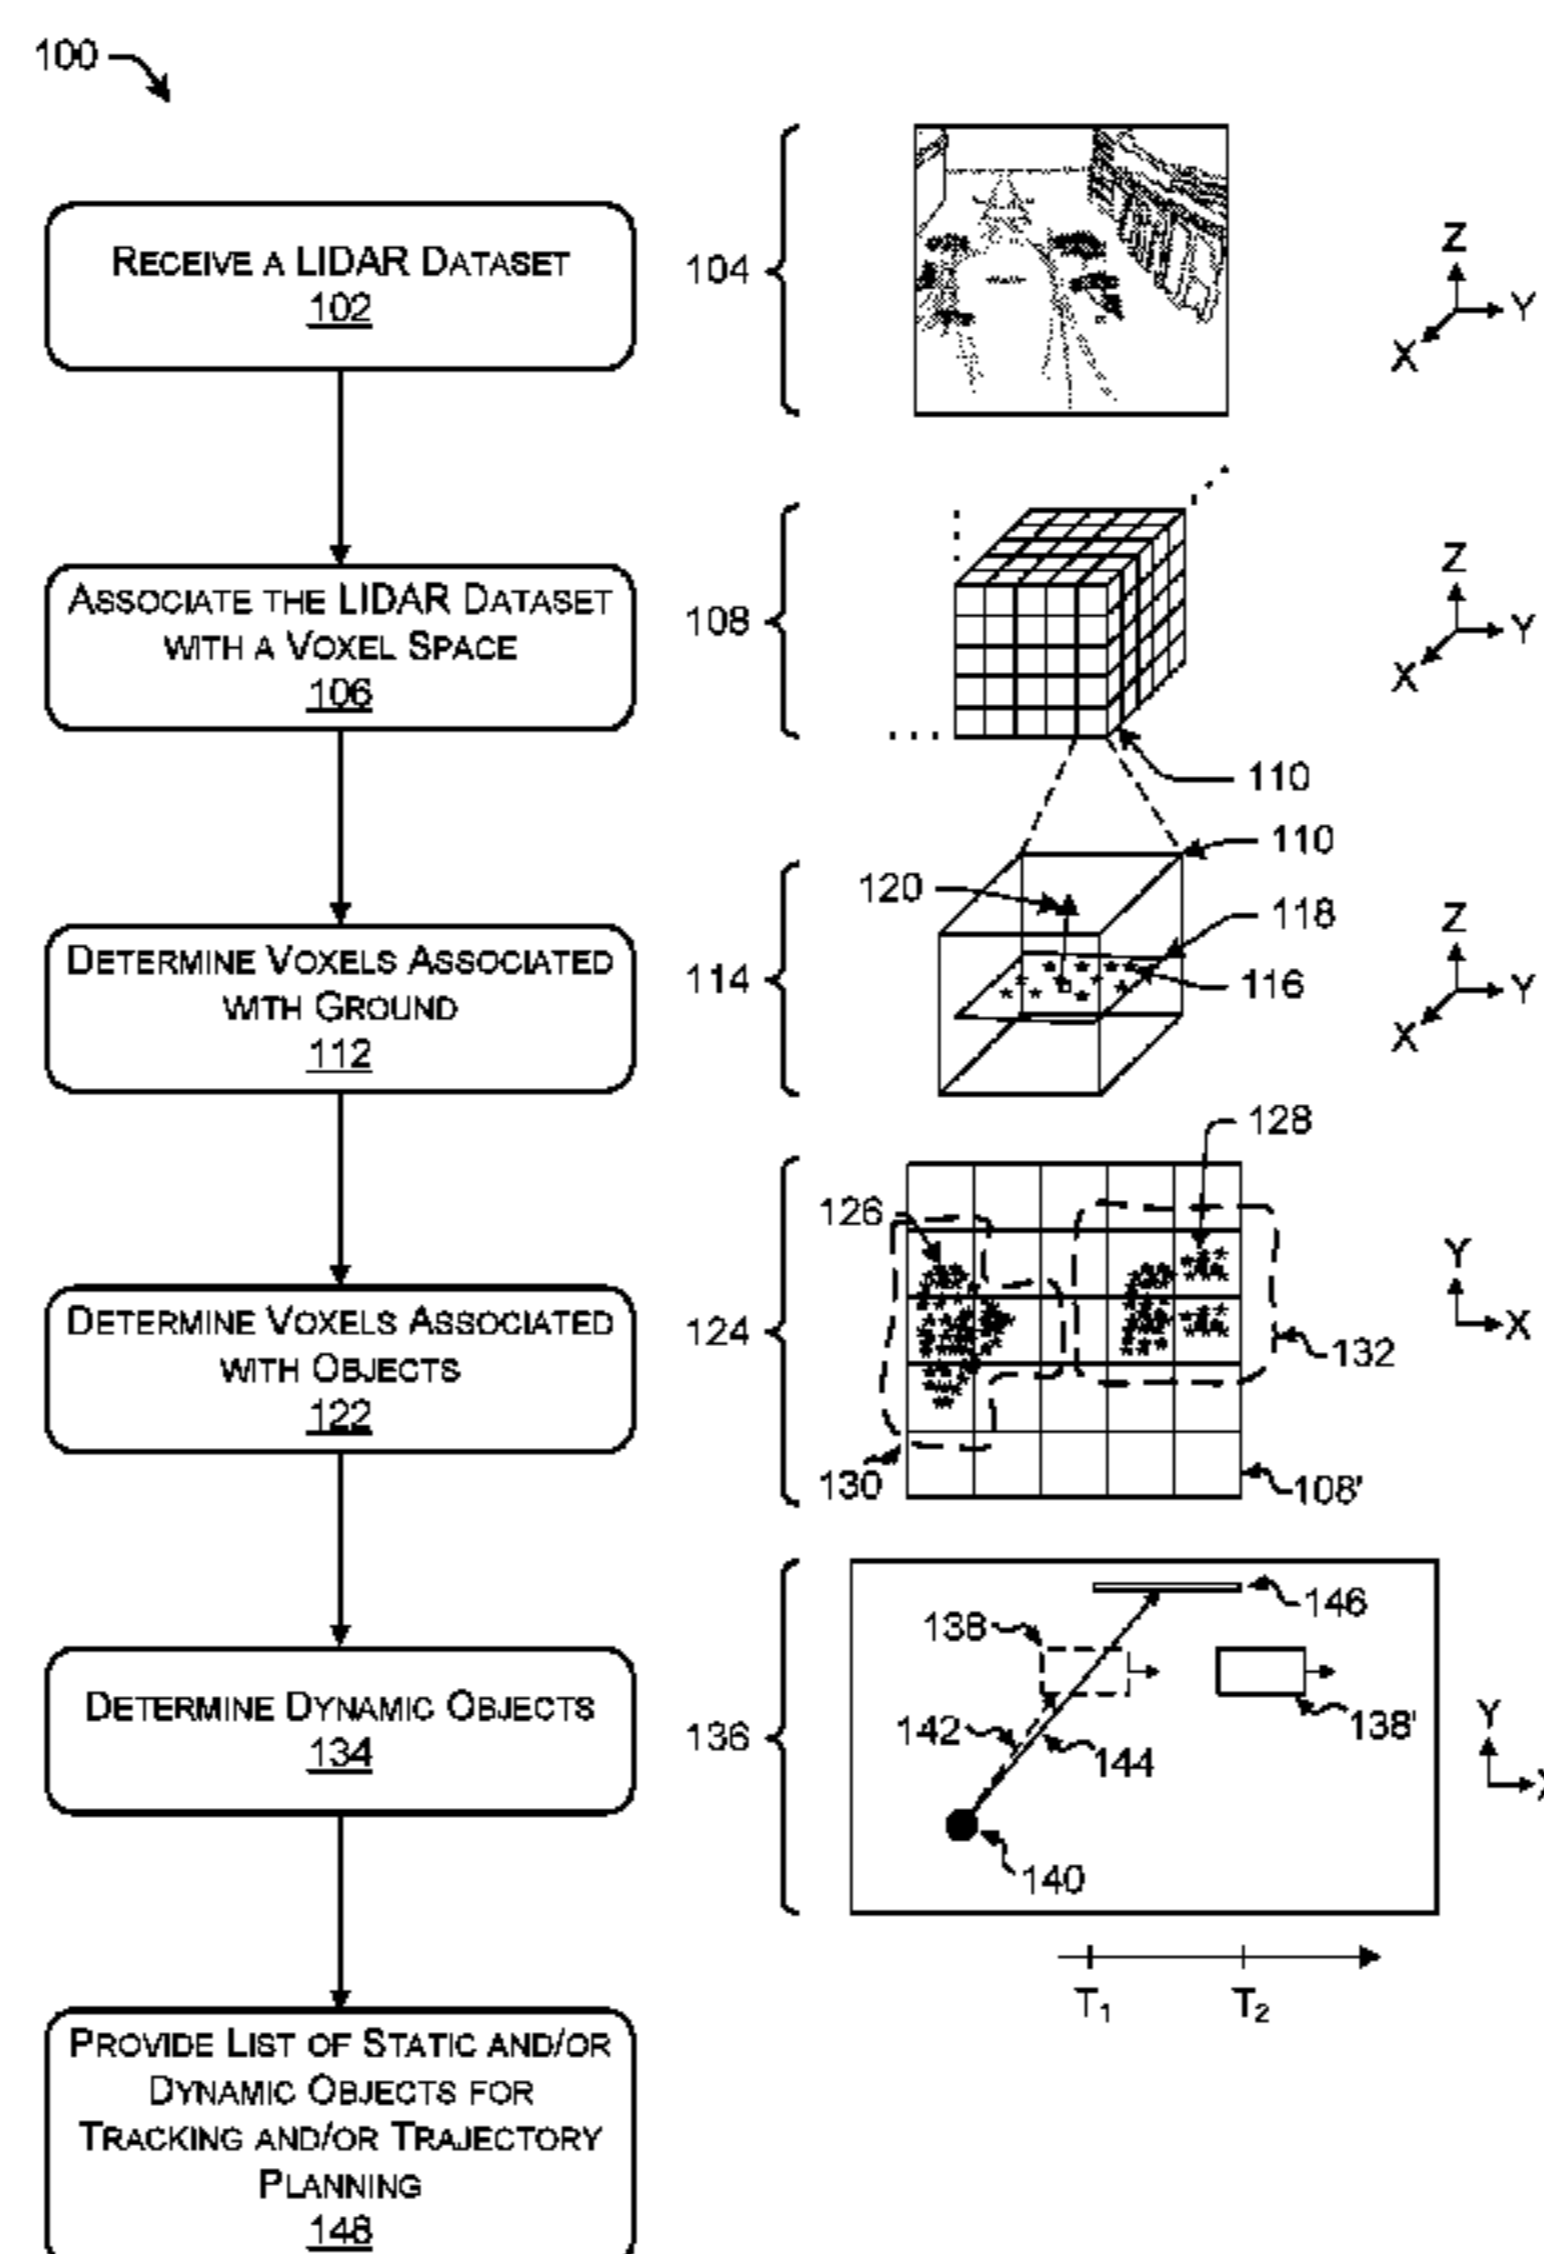 100
RECEIVE A LIDAR DATASET
102
104
Z
Y
X
ASSOCIATE THE LIDAR DATASET
WITH A VOXEL SPACE
106
108
Z
Y
X
110
110
DETERMINE VOXELS ASSOCIATED
WITH GROUND
112
114
120
118
116
Z
Y
X
DETERMINE VOXELS ASSOCIATED
WITH OBJECTS
122
124
126
128
130
132
108'
Y
X
DETERMINE DYNAMIC OBJECTS
134
136
138
146
138'
142
144
140
Y
X
T1
T2
PROVIDE LIST OF STATIC AND/OR
DYNAMIC OBJECTS FOR
TRACKING AND/OR TRAJECTORY
PLANNING
148